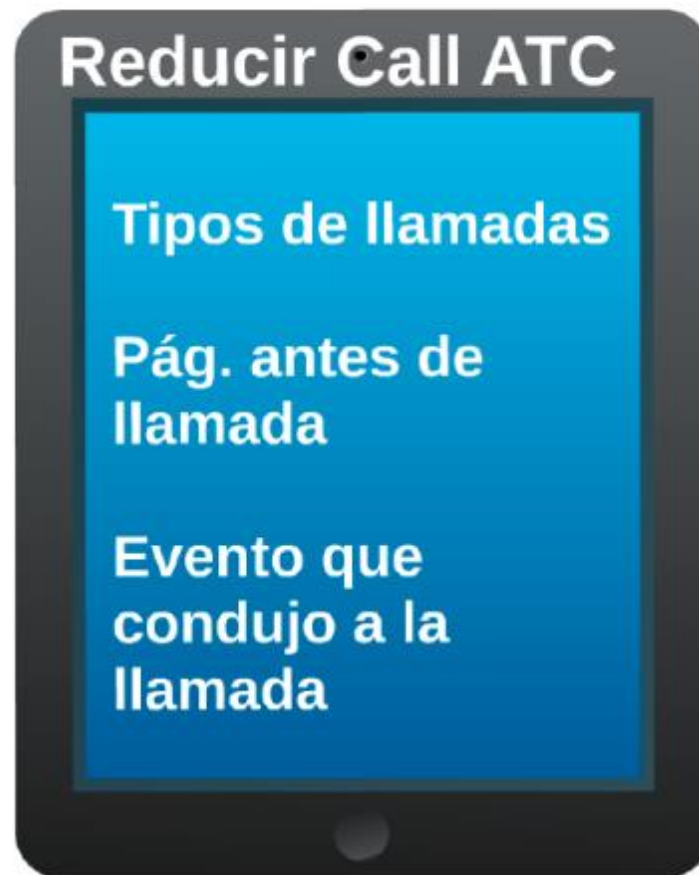 Reducir Call ATC
Tipos de llamadas
Pág. antes de
llamada
Evento que
condujo a la
llamada